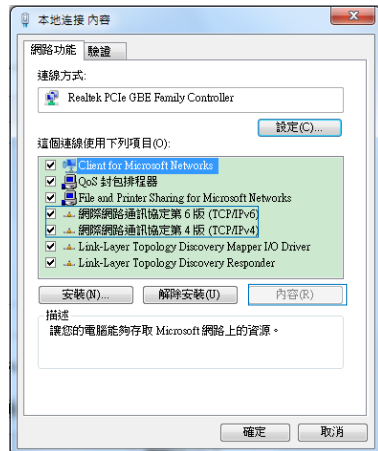 本地连接 內容
網路功能 驗證
連線方式:
Realtek PCIe GBE Family Controller
設定(C)...
這個連線使用下列項目(O):
Client for Microsoft Networks
QoS 封包排程器
File and Printer Sharing for Microsoft Networks
網際網路通訊協定第 6 版 (TCP/IPv6)
網際網路通訊協定第 4 版 (TCP/IPv4)
Link-Layer Topology Discovery Mapper I/O Driver
Link-Layer Topology Discovery Responder
安裝(N)... 解除安裝(U) 內容(R)
描述
讓您的電腦能夠存取 Microsoft 網路上的資源。
確定 取消